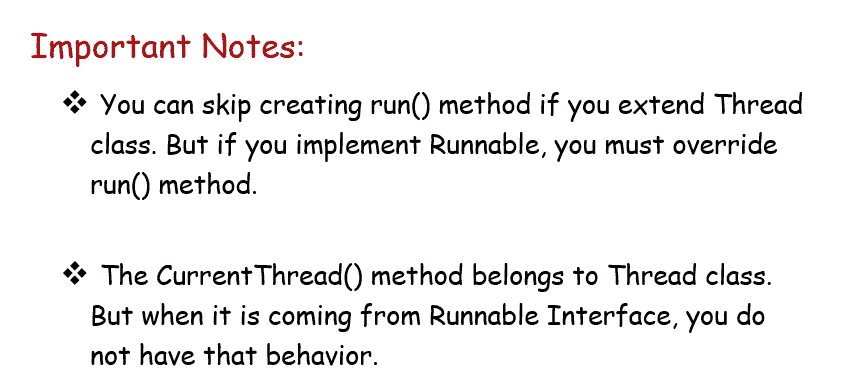 Important Notes:
❖ You can skip creating run() method if you extend Thread
class. But if you implement Runnable, you must override
run() method.
❖ The CurrentThread() method belongs to Thread class.
But when it is coming from Runnable Interface, you do
not have that behavior.